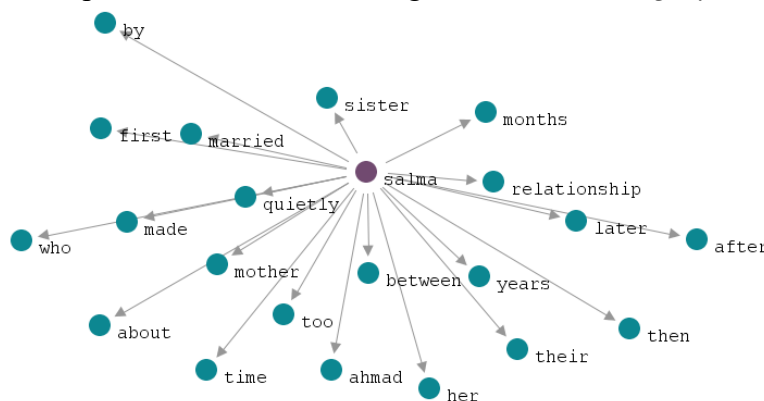 by
sister
months
first
married
salma
relationship
quietly
made
later
who
after
mother
between
years
about
too
then
their
time
ahmad
her